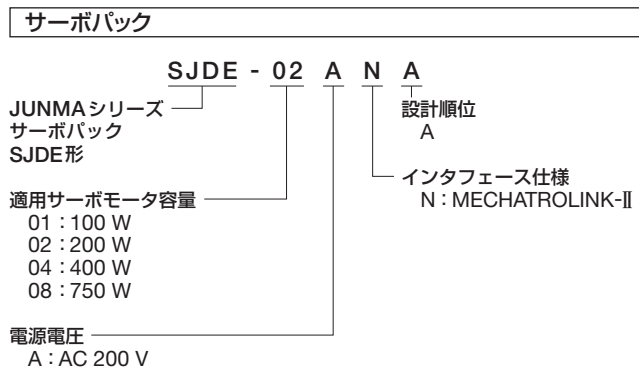 サーボパック
SJDE - 02 A N A
JUNMAシリーズ
サーボパック
SJDE形
設計順位
A
インタフェース仕様
N：MECHATROLINK-Ⅱ
適用サーボモータ容量
01：100 W
02：200 W
04：400 W
08：750 W
電源電圧
A：AC 200 V